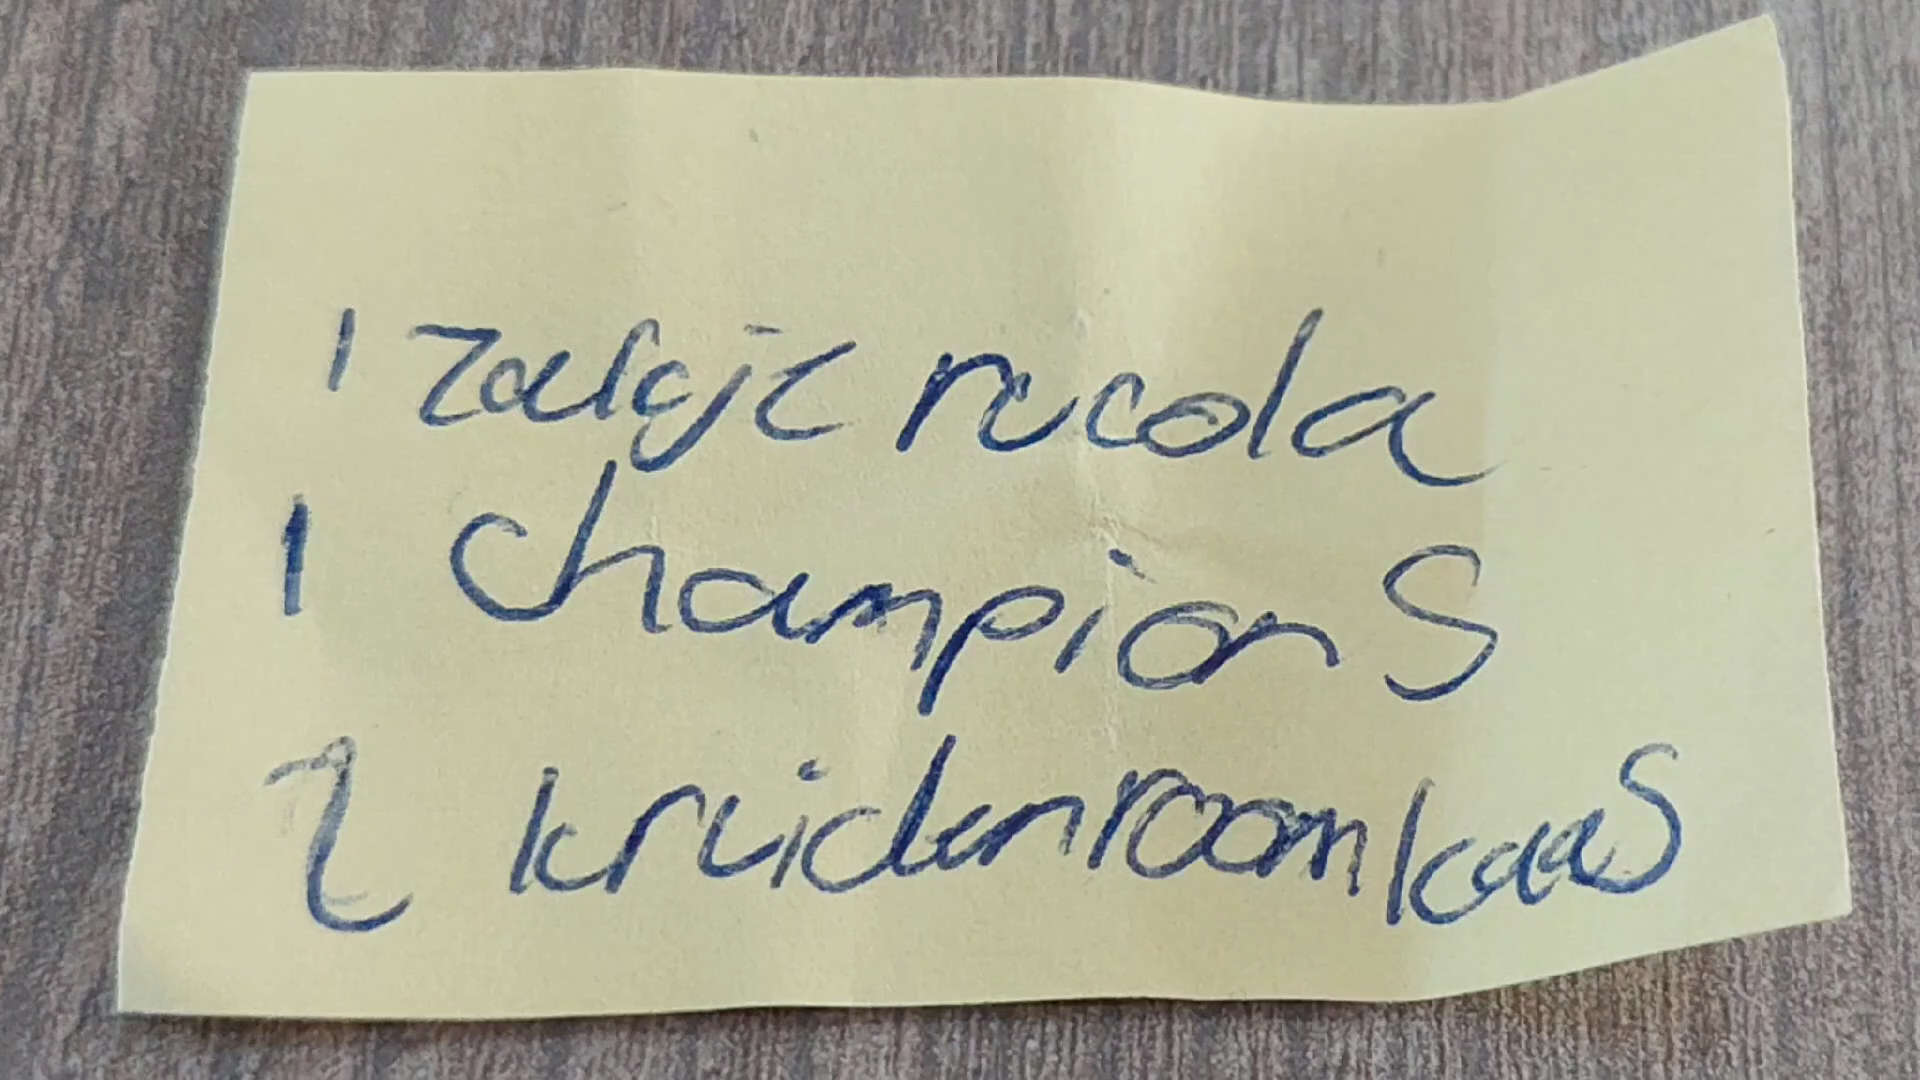 1 zakje rucola
1 champions
2 kruidenroomkaas